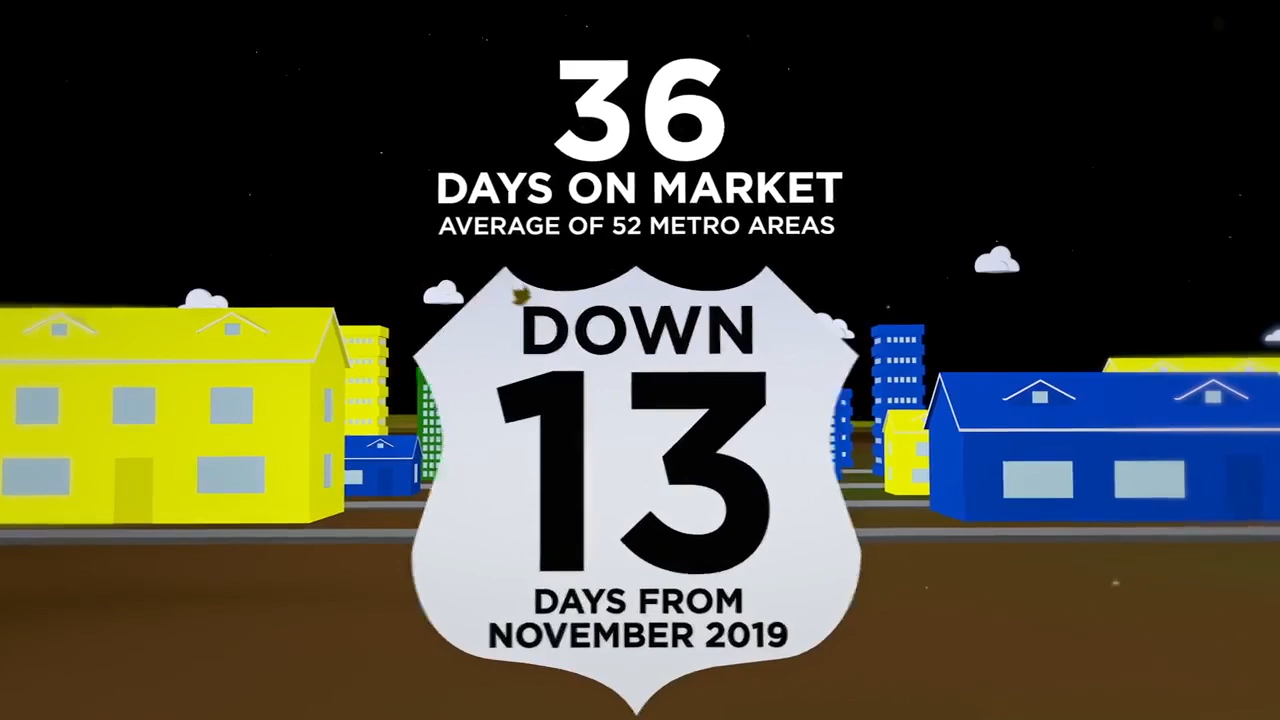 36
DAYS ON MARKET
AVERAGE OF 52 METRO AREAS
DOWN
13
DAYS FROM
NOVEMBER 2019